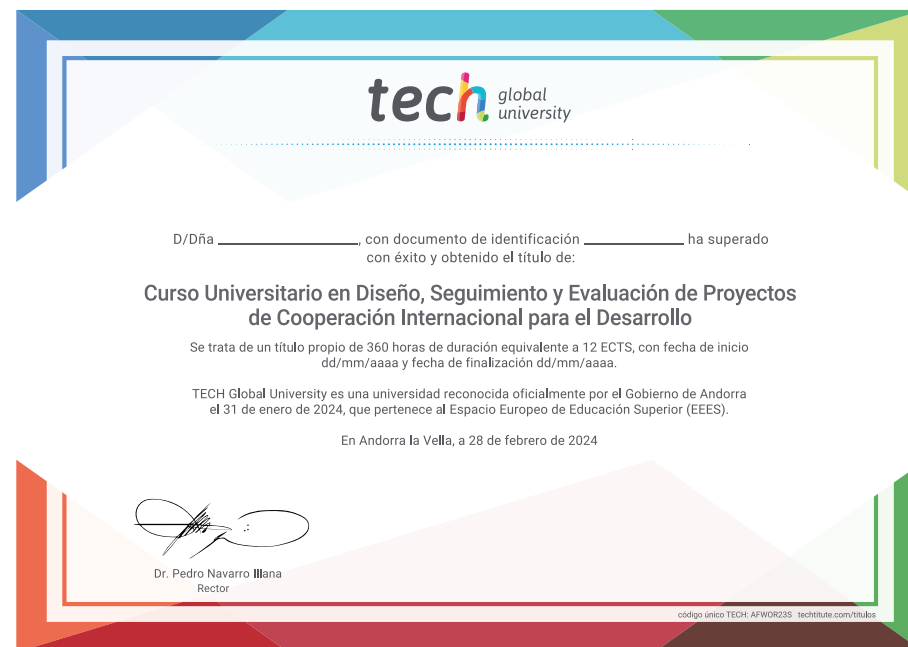 tech global university
D/Dña ____________________, con documento de identificación ______________ ha superado
con éxito y obtenido el título de:
Curso Universitario en Diseño, Seguimiento y Evaluación de Proyectos
de Cooperación Internacional para el Desarrollo
Se trata de un título propio de 360 horas de duración equivalente a 12 ECTS, con fecha de inicio
dd/mm/aaaa y fecha de finalización dd/mm/aaaa.
TECH Global University es una universidad reconocida oficialmente por el Gobierno de Andorra
el 31 de enero de 2024, que pertenece al Espacio Europeo de Educación Superior (EEES).
En Andorra la Vella, a 28 de febrero de 2024
Dr. Pedro Navarro Illana
Rector
código único TECH: AFWOR23S techtitute.com/titulos